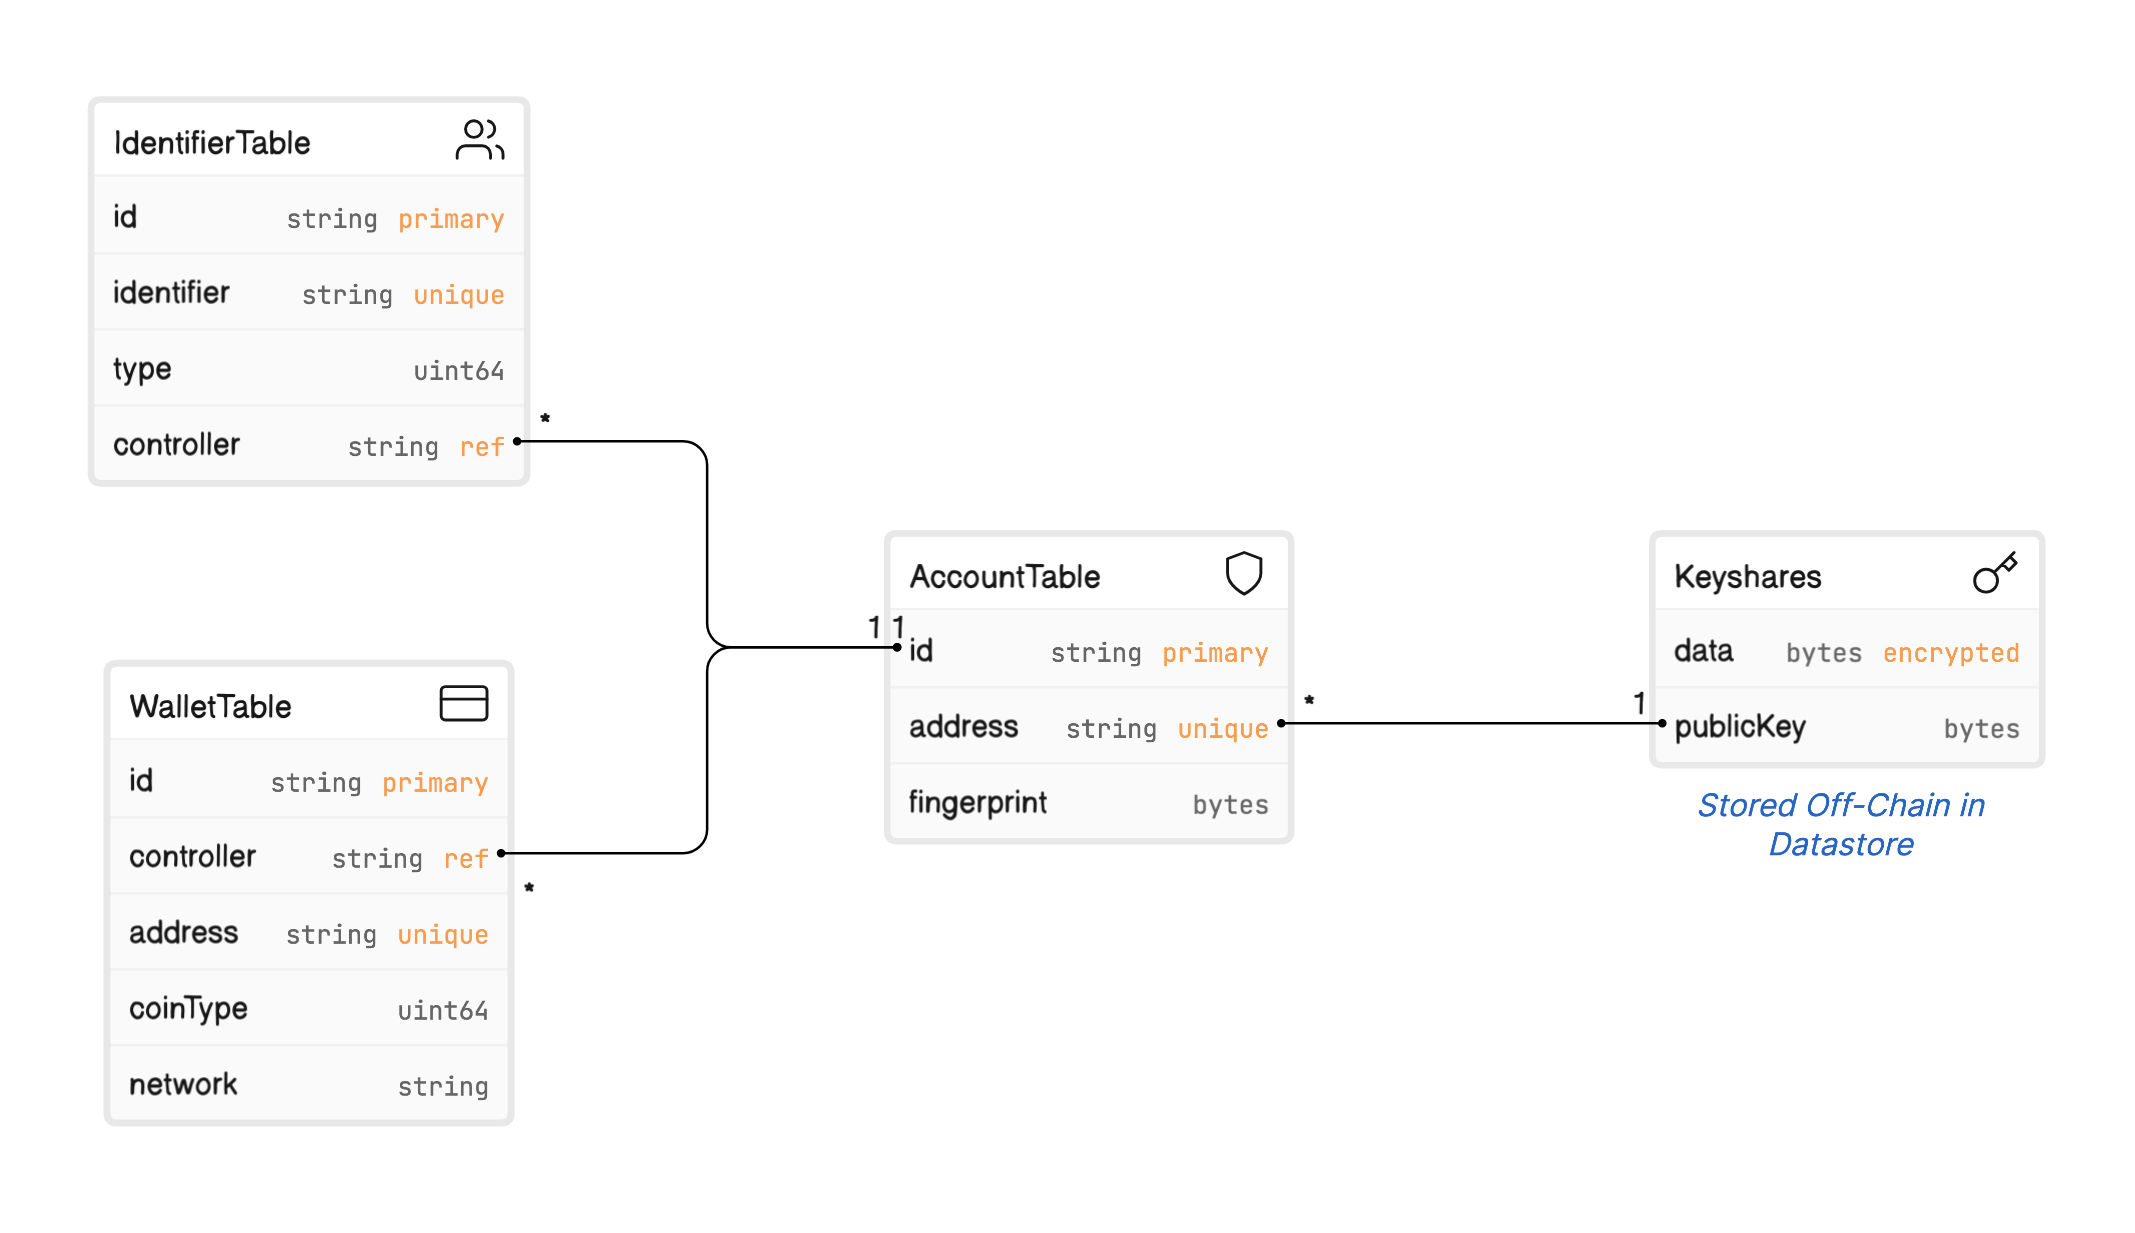 IdentifierTable
id string primary
identifier string unique
type uint64
controller string ref
*
WalletTable
id string primary
controller string ref
*
address string unique
coinType uint64
network string
AccountTable
1 1
id string primary
address string unique
*
fingerprint bytes
Keyshares
data bytes encrypted
1
publicKey bytes
Stored Off-Chain in
Datastore